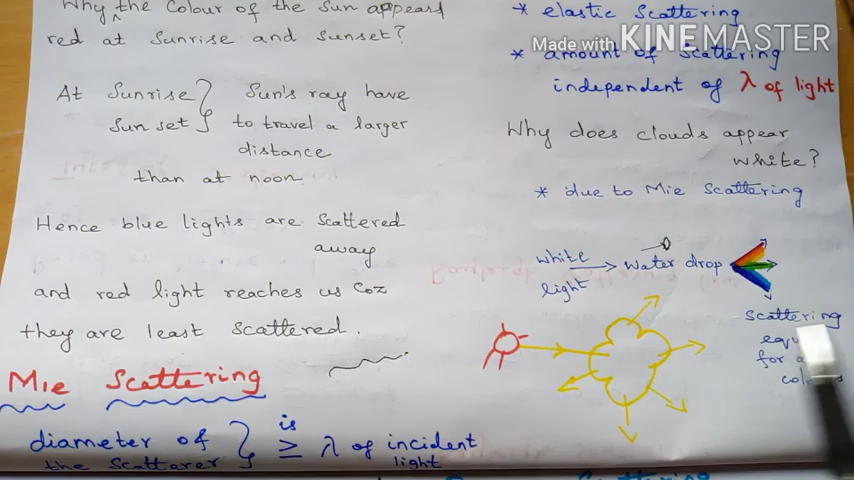 Why the Colour of the Sun appears
red at Sunrise and Sunset?
At Sunrise Sun's ray have
Sun set to travel a larger
distance
than at noon
Hence blue lights are Scattered
away
and red light reaches us Coz
they are least Scattered.
Mie Scattering
diameter of is
the Scatterer ≥ λ of incident
light
* elastic Scattering
Made with KINEMASTER
* amount of Scattering
independent of λ of light
Why does clouds appear
white?
* due to Mie Scattering
White
light Water drop
Scattering
for